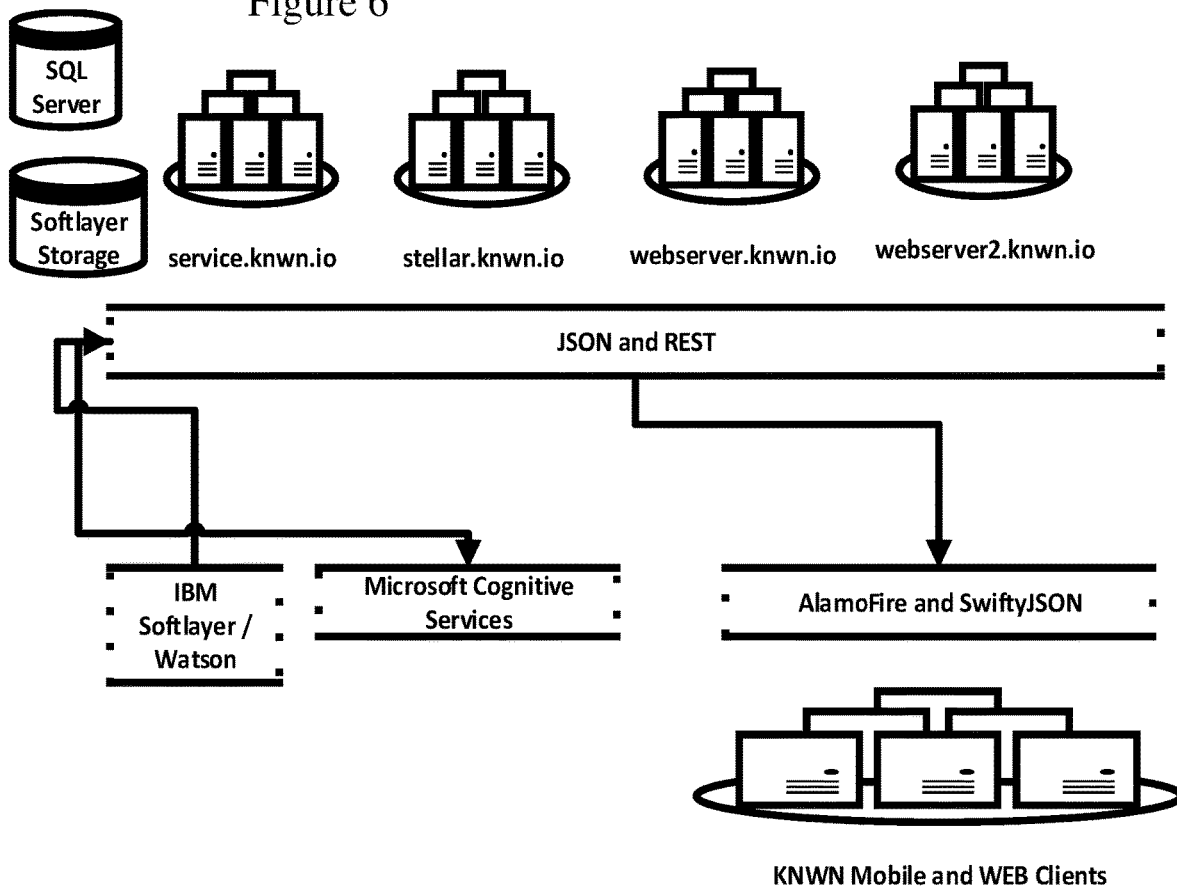 Figure 6
SQL
Server
Softlayer
Storage
service.knwn.io
stellar.knwn.io
webserver.knwn.io
webserver2.knwn.io
JSON and REST
IBM
Softlayer /
Watson
Microsoft Cognitive
Services
AlamoFire and SwiftyJSON
KNWN Mobile and WEB Clients